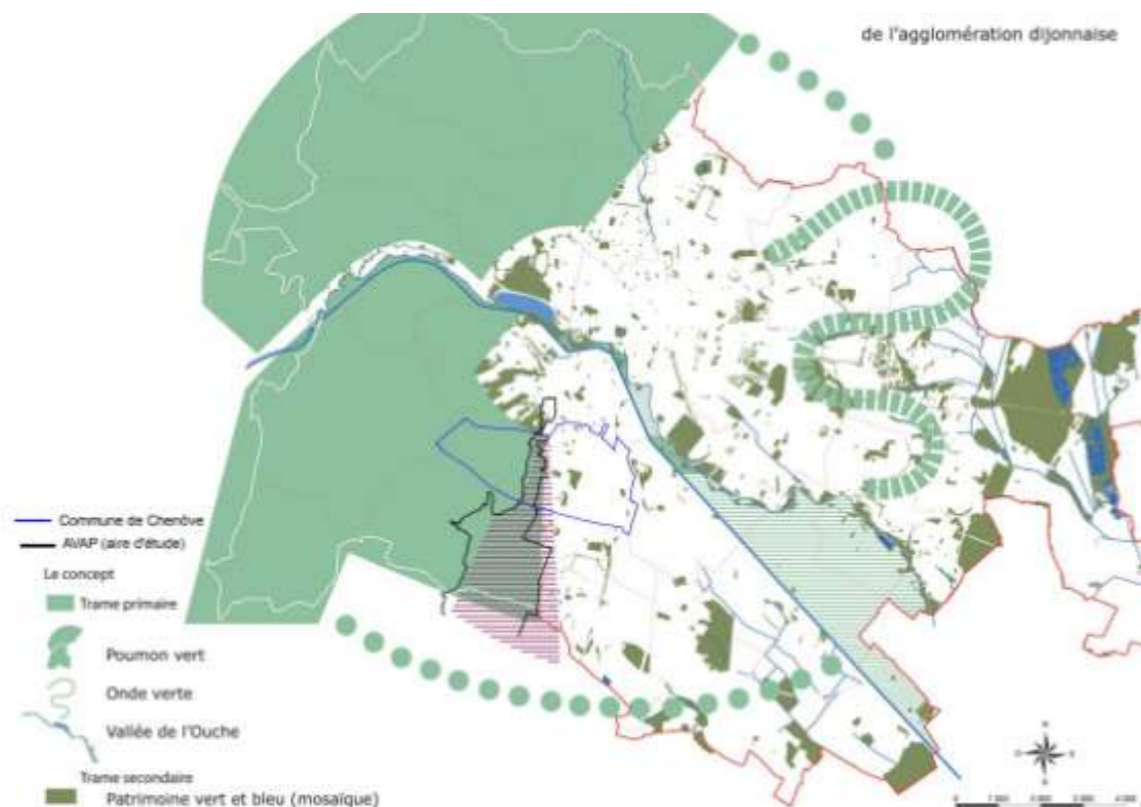 de l'agglomération dijonnaise
Commune de Chenôve
AVAP (aire d'étude)
Le concept
Trame primaire
Poumon vert
Onde verte
Vallée de l'Ouche
Trame secondaire
Patrimoine vert et bleu (mosaïque)